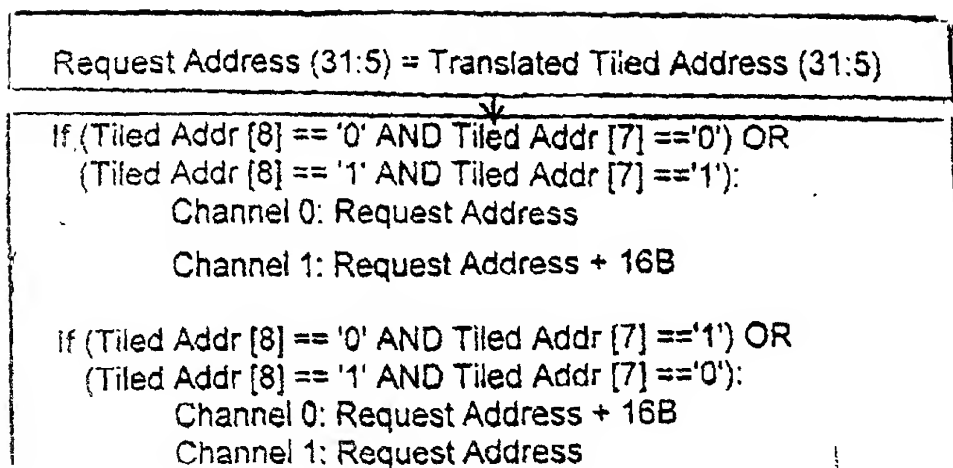 Request Address (31:5) = Translated Tiled Address (31:5)
If (Tiled Addr [8] == '0' AND Tiled Addr [7] =='0') OR
(Tiled Addr [8] == '1' AND Tiled Addr [7] =='1'):
Channel 0: Request Address
Channel 1: Request Address + 16B
If (Tiled Addr [8] == '0' AND Tiled Addr [7] =='1') OR
(Tiled Addr [8] == '1' AND Tiled Addr [7] =='0'):
Channel 0: Request Address + 16B
Channel 1: Request Address